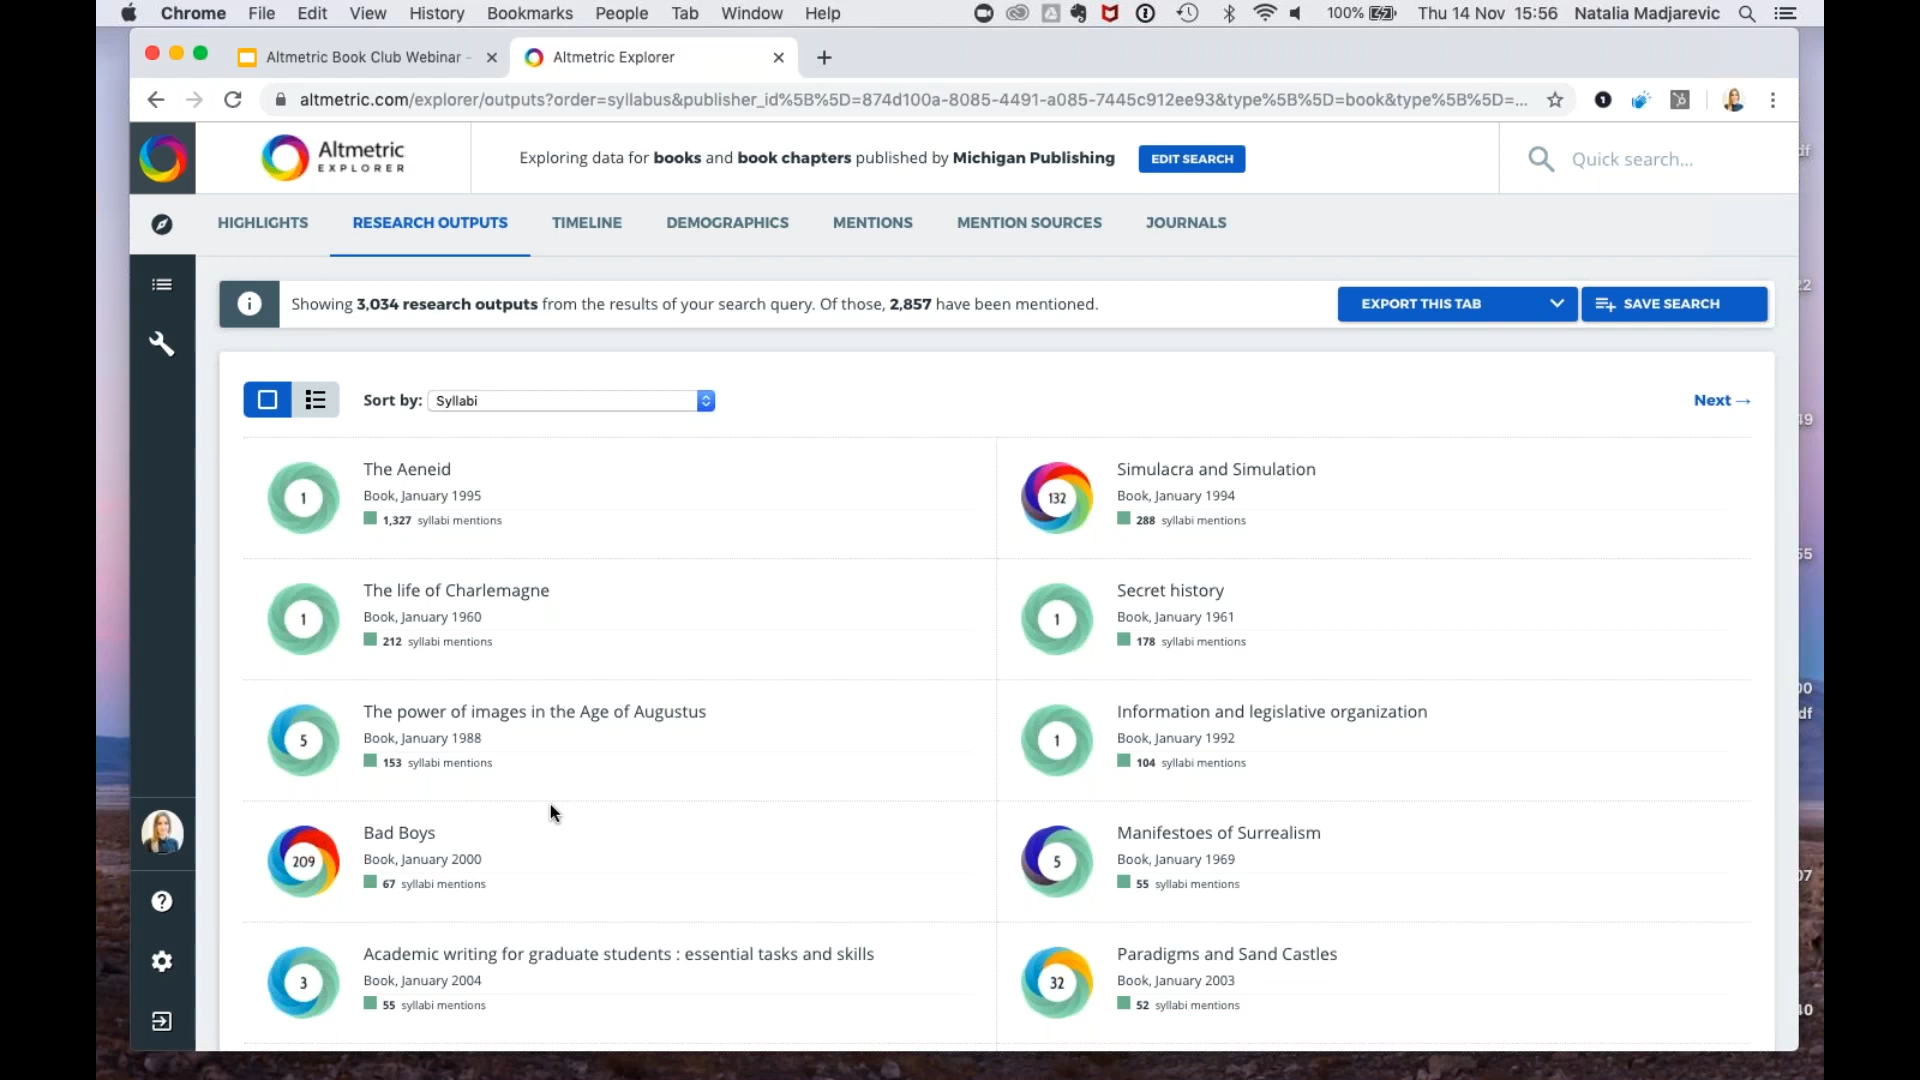 Chrome File Edit View History Bookmarks People Tab Window Help 100% Thu 14 Nov 15:56 Natalia Madjarevic
Altmetric Book Club Webinar - Altmetric Explorer
altmetric.com/explorer/outputs?order=syllabus&publisher_id%5B%5D=874d100a-8085-4491-a085-7445c912ee93&type%5B%5D=book&type%5B%5D=...
Altmetric
EXPLORER
Exploring data for books and book chapters published by Michigan Publishing
EDIT SEARCH
Quick search...
HIGHLIGHTS RESEARCH OUTPUTS TIMELINE DEMOGRAPHICS MENTIONS MENTION SOURCES JOURNALS
Showing 3,034 research outputs from the results of your search query. Of those, 2,857 have been mentioned.
EXPORT THIS TAB
SAVE SEARCH
Sort by: Syllabi
Next →
1
The Aeneid
Book, January 1995
1,327 syllabi mentions
132
Simulacra and Simulation
Book, January 1994
288 syllabi mentions
1
The life of Charlemagne
Book, January 1960
212 syllabi mentions
1
Secret history
Book, January 1961
178 syllabi mentions
5
The power of images in the Age of Augustus
Book, January 1988
153 syllabi mentions
1
Information and legislative organization
Book, January 1992
104 syllabi mentions
209
Bad Boys
Book, January 2000
67 syllabi mentions
5
Manifestoes of Surrealism
Book, January 1969
55 syllabi mentions
3
Academic writing for graduate students : essential tasks and skills
Book, January 2004
55 syllabi mentions
32
Paradigms and Sand Castles
Book, January 2003
52 syllabi mentions